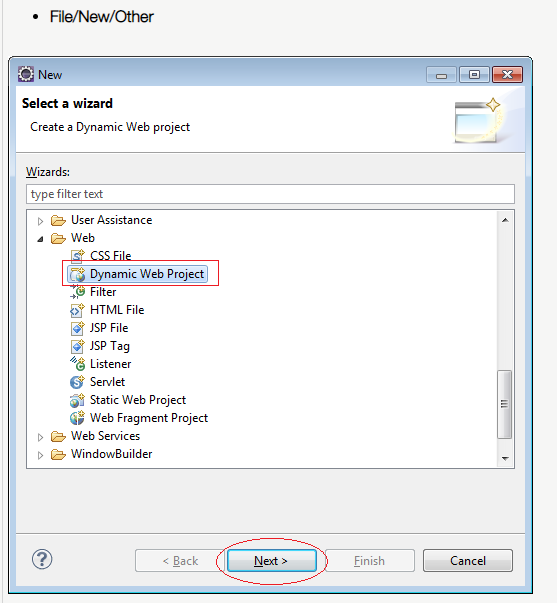 File/New/Other
New
Select a wizard
Create a Dynamic Web project
Wizards:
type filter text
User Assistance
Web
CSS File
Dynamic Web Project
Filter
HTML File
JSP File
JSP Tag
Listener
Servlet
Static Web Project
Web Fragment Project
Web Services
WindowBuilder
? < Back Next > Finish Cancel